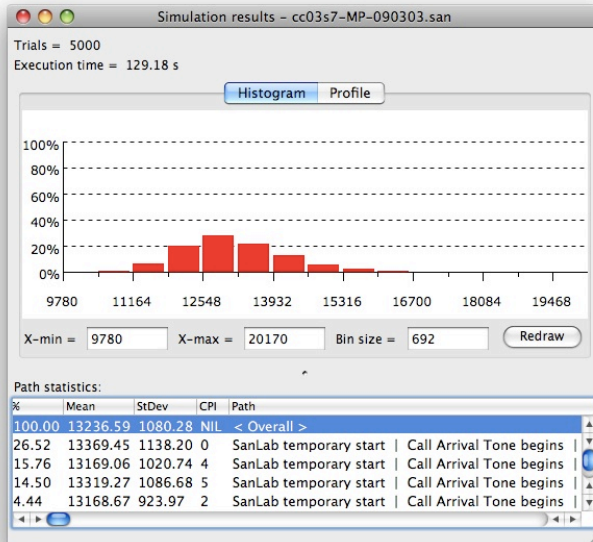 Simulation results - cc03s7-MP-090303.san
Trials = 5000
Execution time = 129.18 s
Histogram Profile
100%
80%
60%
40%
20%
0%
9780 11164 12548 13932 15316 16700 18084 19468
X-min = 9780 X-max = 20170 Bin size = 692 Redraw
Path statistics:
% Mean StDev CPI Path
100.00 13236.59 1080.28 NIL < Overall >
26.52 13369.45 1138.20 0 SanLab temporary start | Call Arrival Tone begins |
15.76 13169.06 1020.74 4 SanLab temporary start | Call Arrival Tone begins |
14.50 13319.27 1086.68 5 SanLab temporary start | Call Arrival Tone begins |
4.44 13168.67 923.97 2 SanLab temporary start | Call Arrival Tone begins |